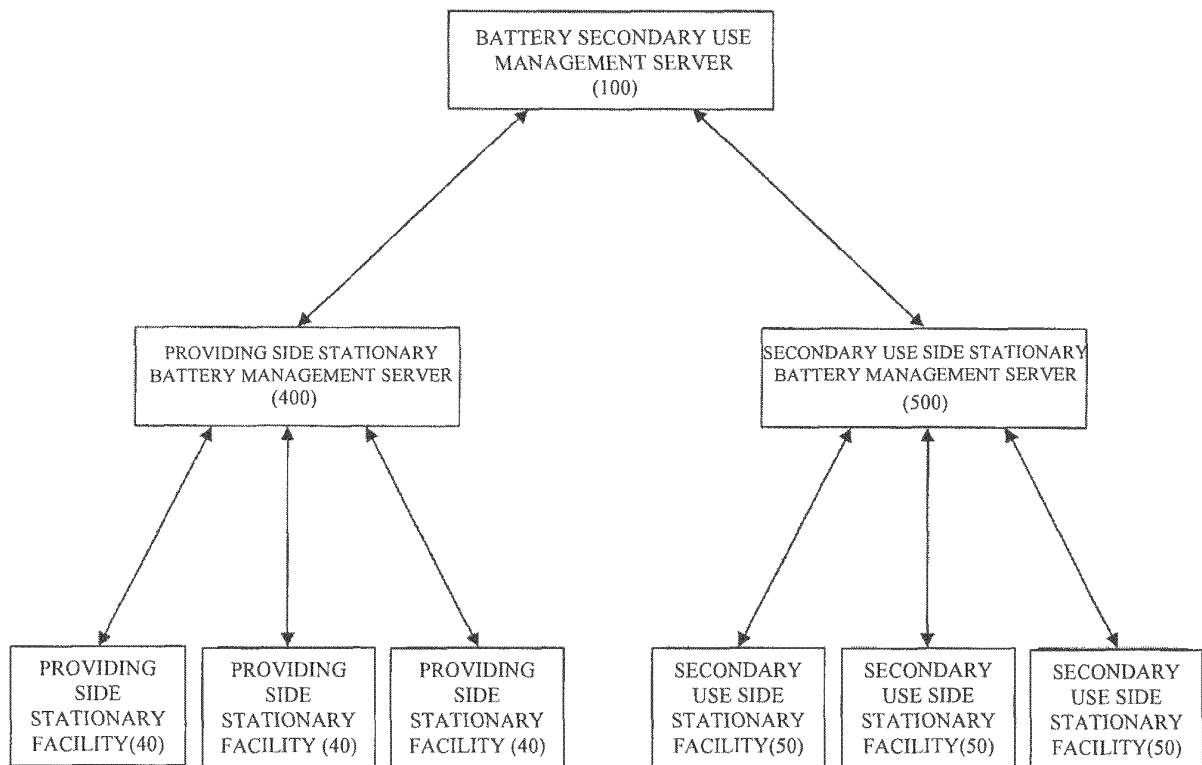 BATTERY SECONDARY USE
MANAGEMENT SERVER
(100)
PROVIDING SIDE STATIONARY
BATTERY MANAGEMENT SERVER
(400)
SECONDARY USE SIDE STATIONARY
BATTERY MANAGEMENT SERVER
(500)
PROVIDING
SIDE
STATIONARY
FACILITY(40)
PROVIDING
SIDE
STATIONARY
FACILITY (40)
PROVIDING
SIDE
STATIONARY
FACILITY (40)
SECONDARY
USE SIDE
STATIONARY
FACILITY(50)
SECONDARY
USE SIDE
STATIONARY
FACILITY(50)
SECONDARY
USE SIDE
STATIONARY
FACILITY(50)